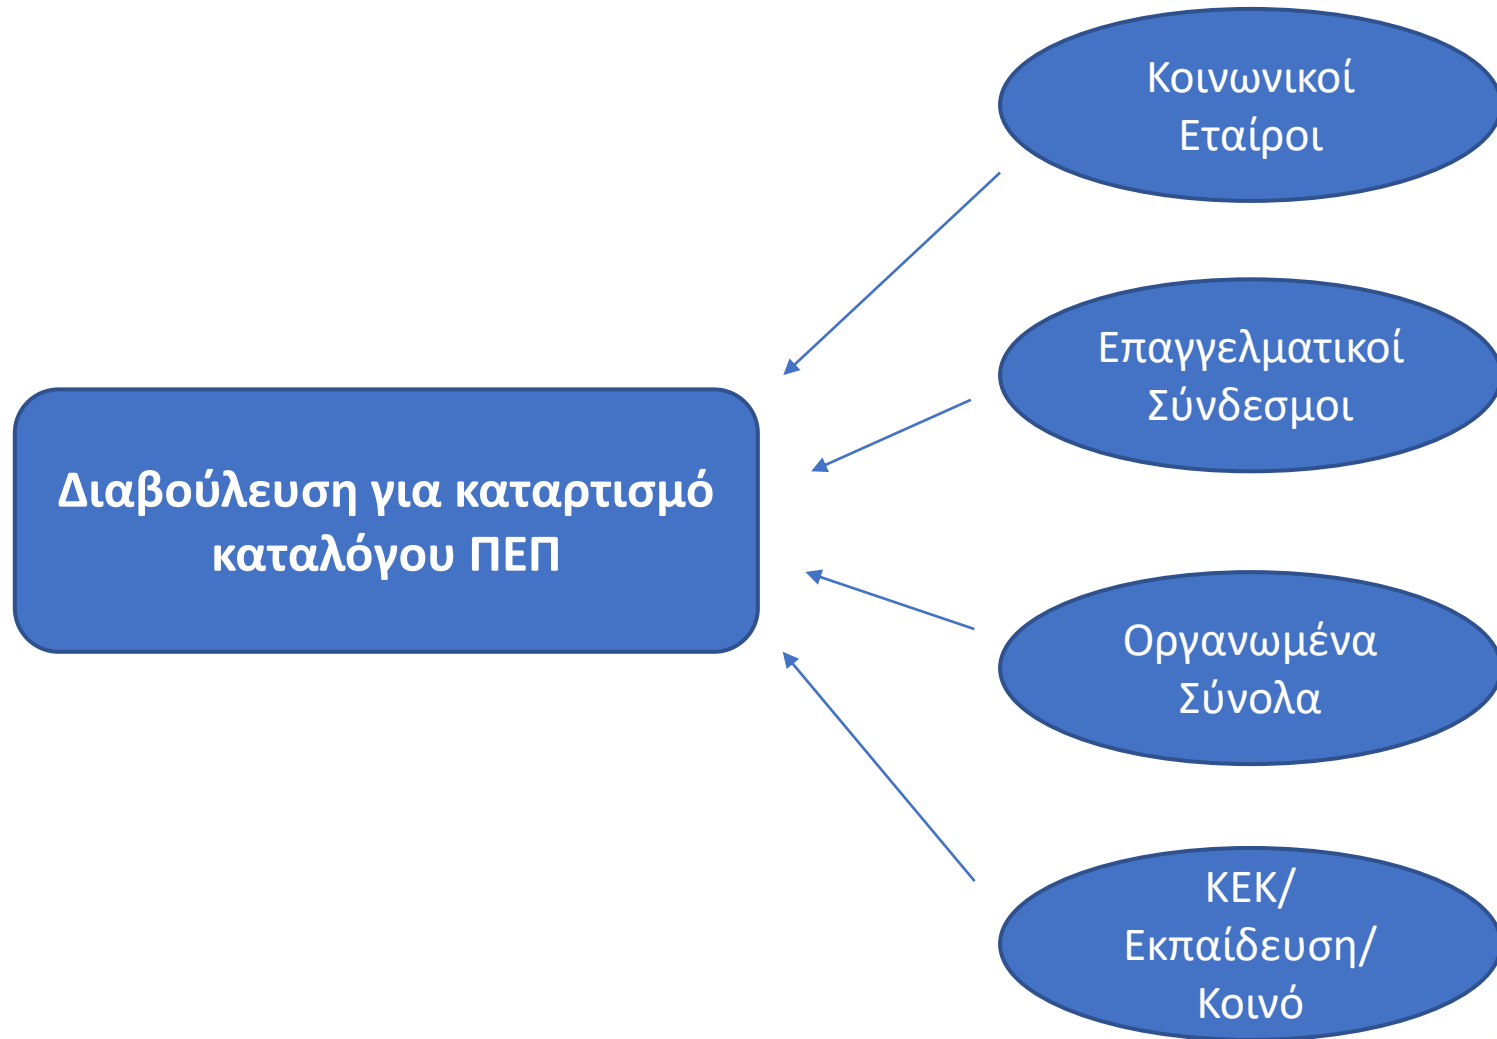 Κοινωνικοί
Εταίροι
Επαγγελματικοί
Σύνδεσμοι
Διαβούλευση για καταρτισμό
καταλόγου ΠΕΠ
Οργανωμένα
Σύνολα
ΚΕΚ/
Εκπαίδευση/
Κοινό